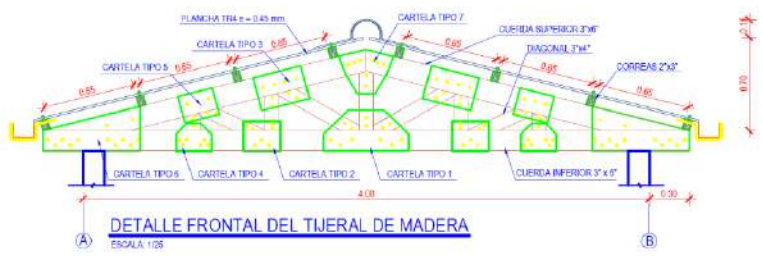 PLANCHA TR4 e = 0.45 mm
CARTELA TIPO 7
CUERDA SUPERIOR 3"x6"
CARTELA TIPO 3
DIAGONAL 3"x4"
CARTELA TIPO 5
CORREAS 2"x3"
0.65
0.65
0.65
0.65
0.65
0.15
0.70
CARTELA TIPO 6
CARTELA TIPO 4
CARTELA TIPO 2
CARTELA TIPO 1
CUERDA INFERIOR 3" x 6"
4.00
0.30
A
DETALLE FRONTAL DEL TIJERAL DE MADERA
B
ESCALA: 1/25